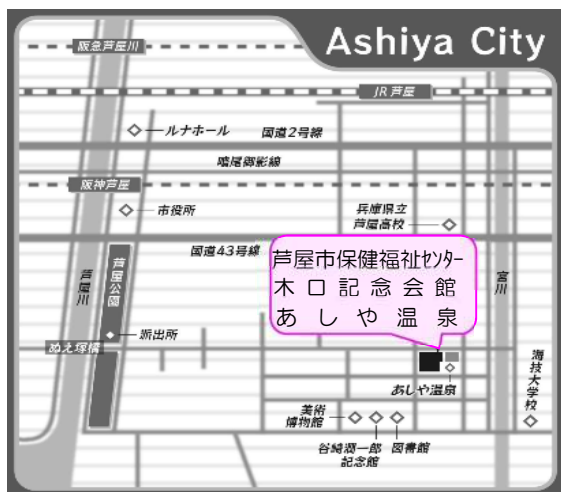 Ashiya City
阪急芦屋川
JR芦屋
ルナホール
国道2号線
鳴尾御影線
阪神芦屋
市役所
兵庫県立
芦屋高校
国道43号線
芦屋市保健福祉ｾﾝﾀｰ
木口記念会館
あしや温泉
芦屋川
芦屋公園
宮川
派出所
ぬえ塚橋
海技大学校
あしや温泉
美術
博物館
谷崎潤一郎
記念館
図書館